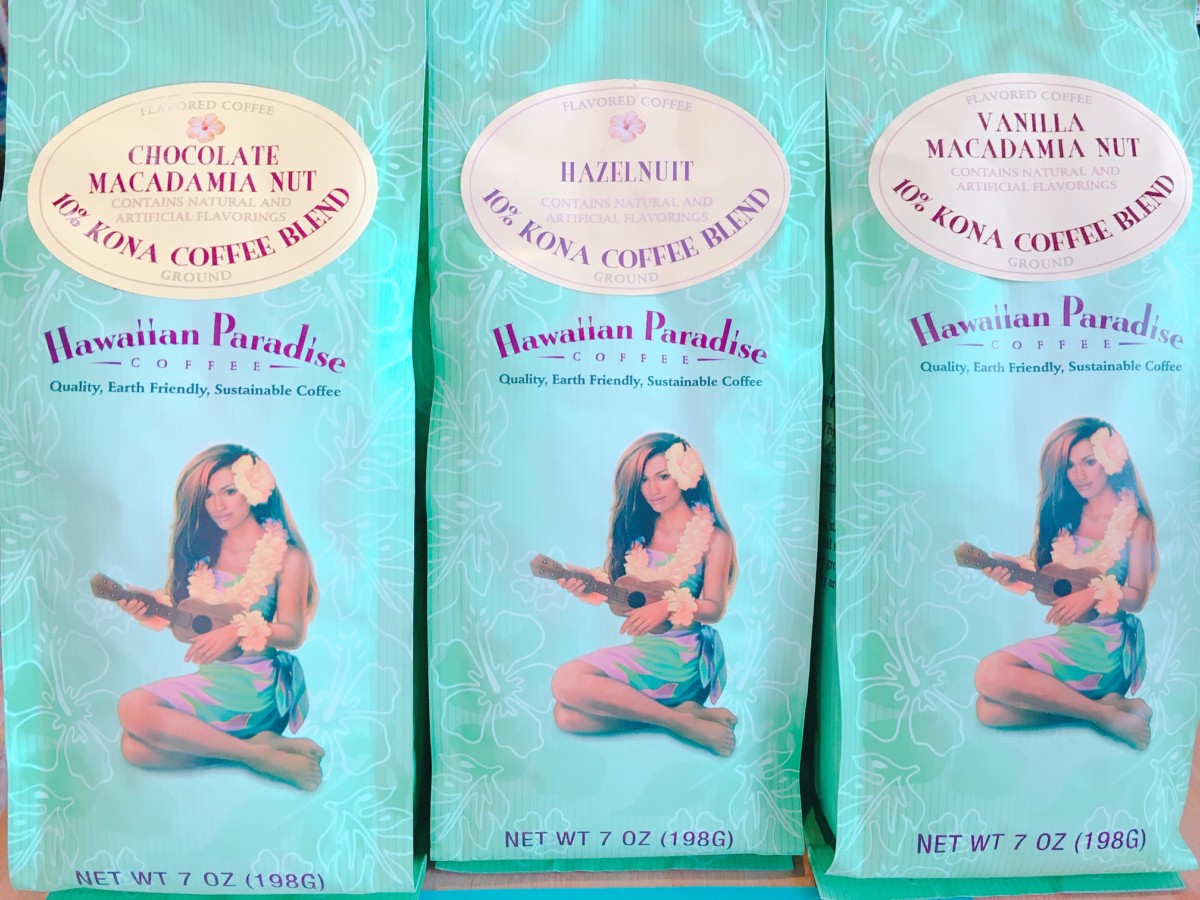 FLAVORED COFFEE
CHOCOLATE
MACADAMIA NUT
CONTAINS NATURAL AND
ARTIFICIAL FLAVORINGS
10% KONA COFFEE BLEND
GROUND
Hawaiian Paradise
COFFEE
Quality, Earth Friendly, Sustainable Coffee
NET WT 7 OZ (198G)
FLAVORED COFFEE
HAZELNUIT
CONTAINS NATURAL AND
ARTIFICIAL FLAVORINGS
10% KONA COFFEE BLEND
GROUND
Hawaiian Paradise
COFFEE
Quality, Earth Friendly, Sustainable Coffee
NET WT 7 OZ (198G)
FLAVORED COFFEE
VANILLA
MACADAMIA NUT
CONTAINS NATURAL AND
ARTIFICIAL FLAVORINGS
10% KONA COFFEE BLEND
GROUND
Hawaiian Paradise
COFFEE
Quality, Earth Friendly, Sustainable Coffee
NET WT 7 OZ (198G)